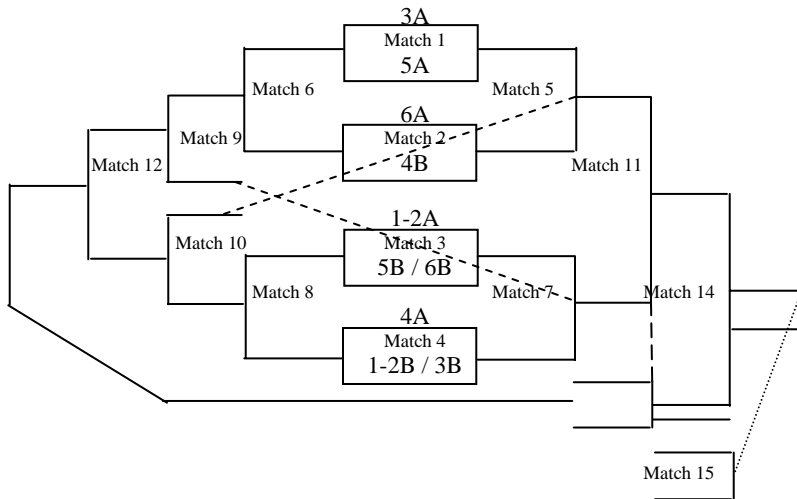 3A
Match 1
5A
Match 6
Match 5
6A
Match 2
4B
Match 9
Match 12
Match 11
1-2A
Match 3
5B / 6B
Match 10
Match 8
Match 7
Match 14
4A
Match 4
1-2B / 3B
Match 15